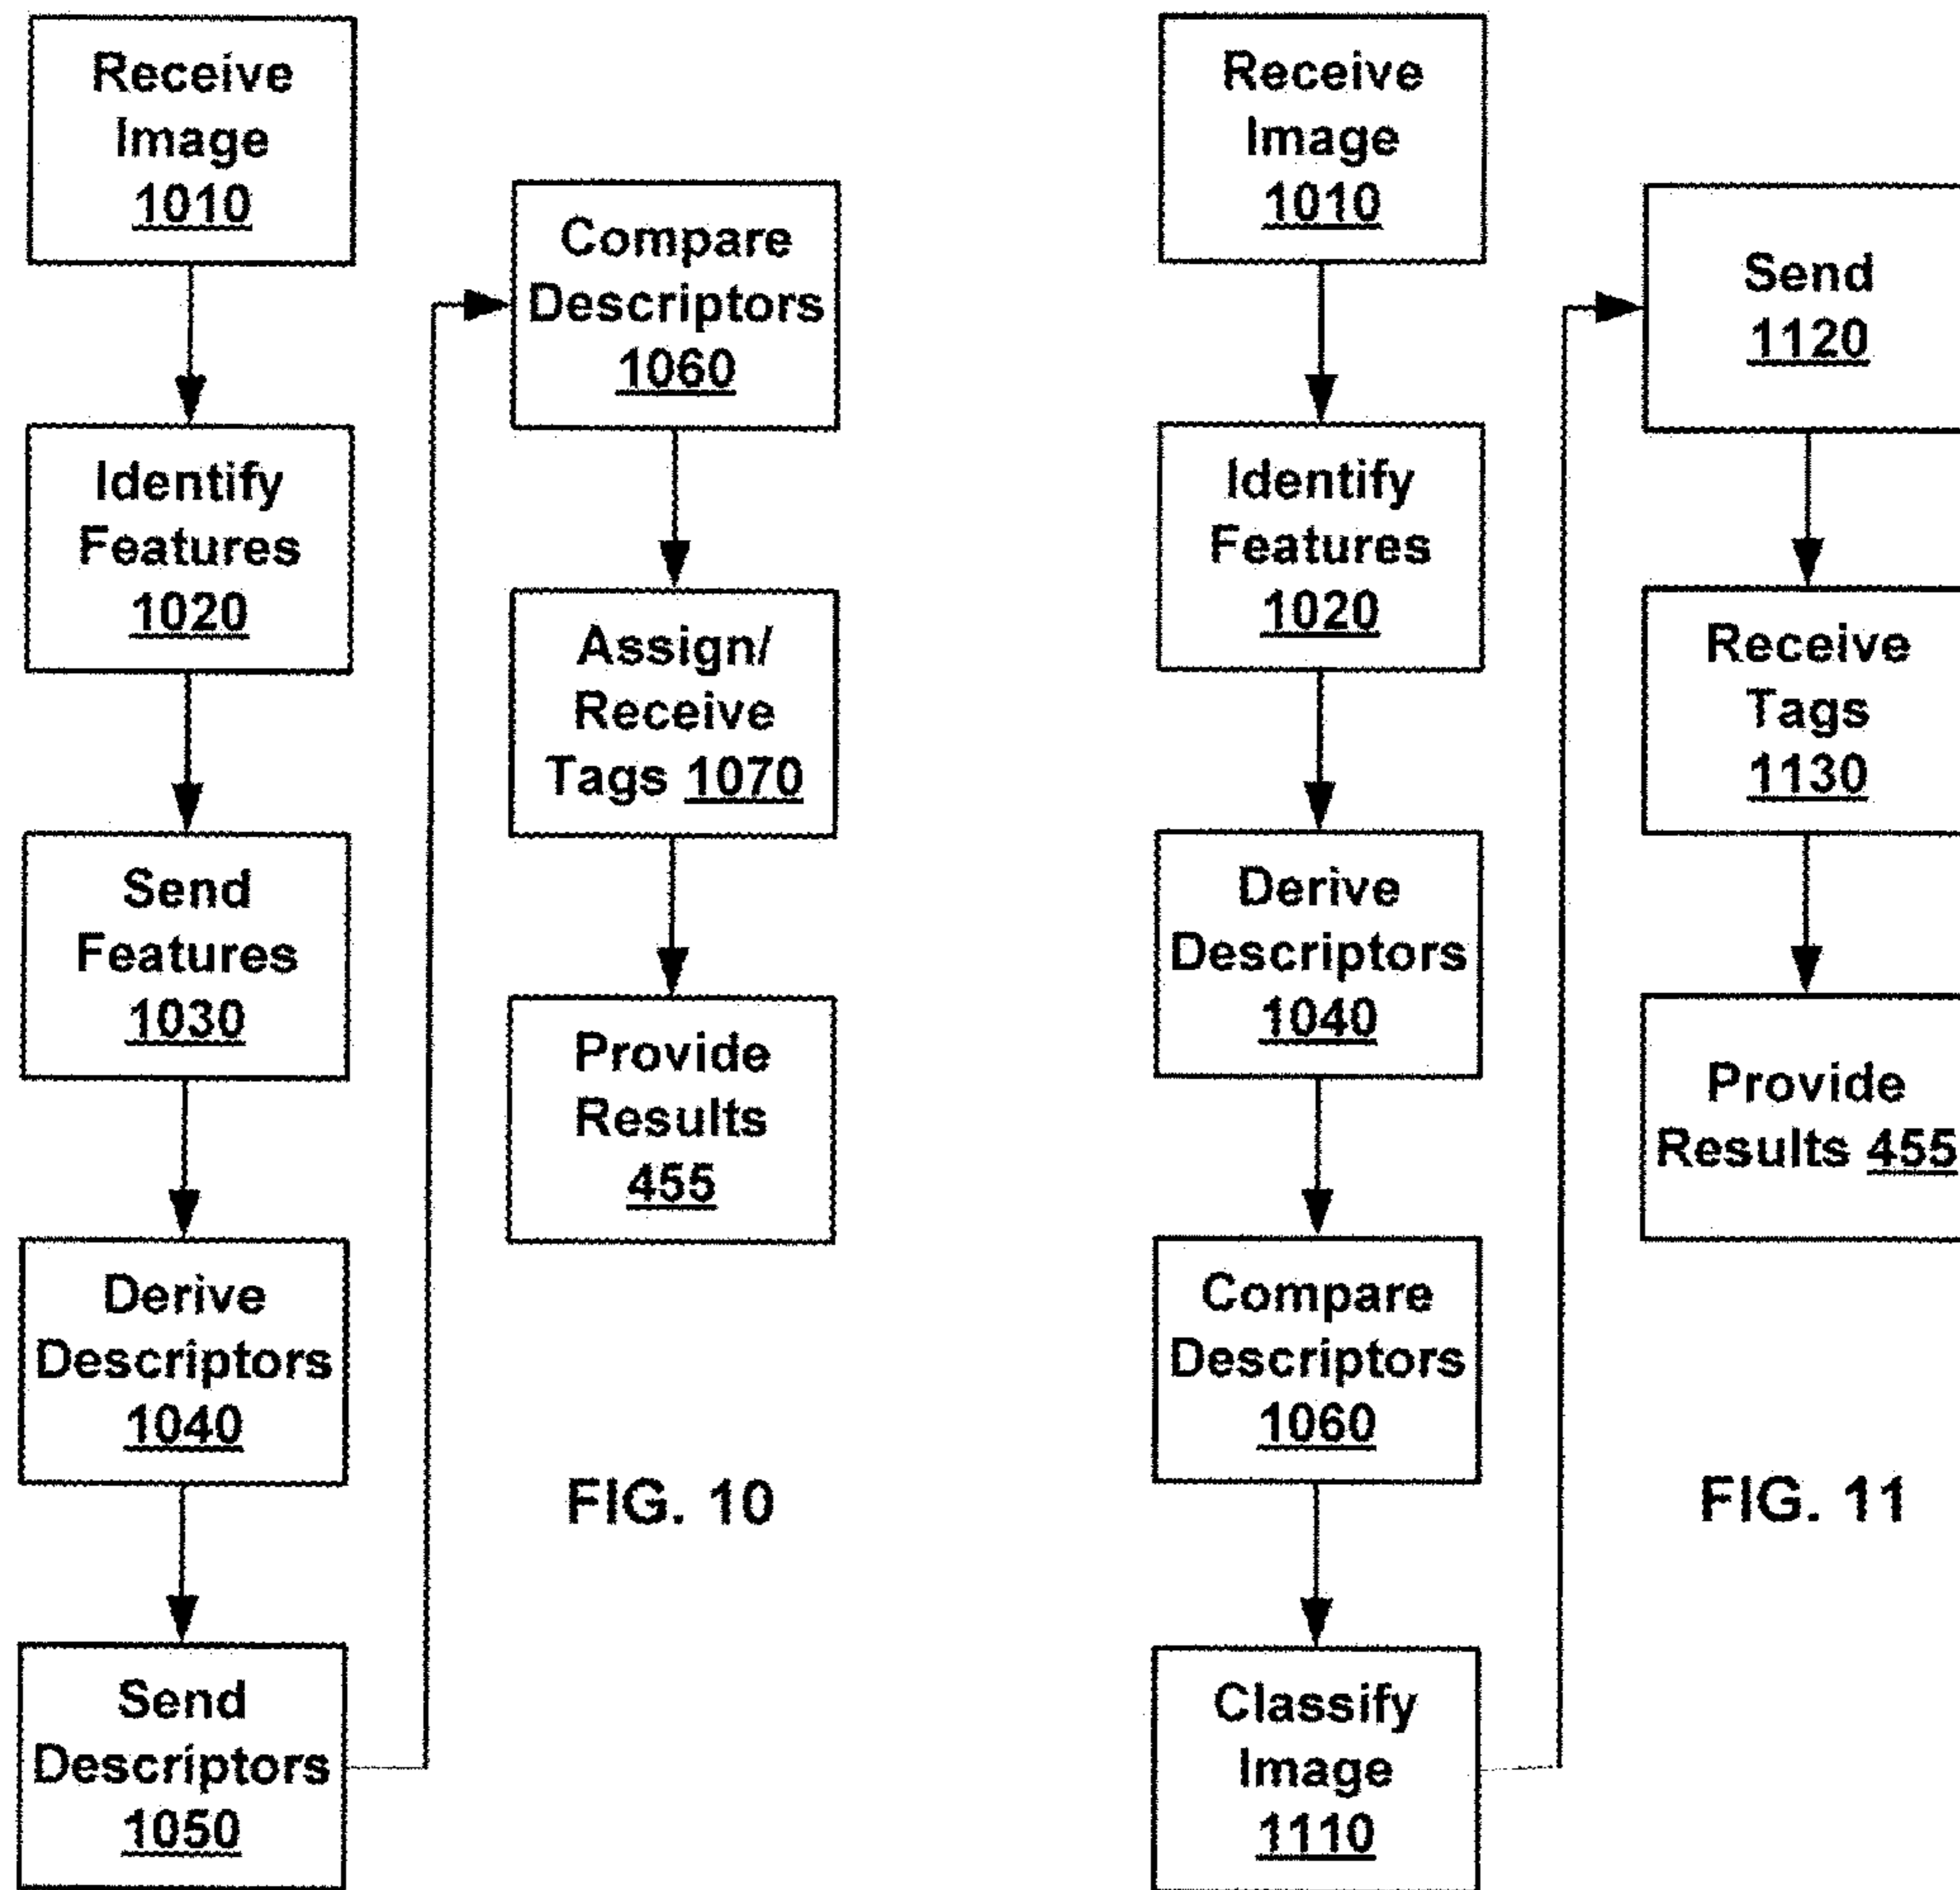 Receive
Image
1010
Identify
Features
1020
Send
Features
1030
Derive
Descriptors
1040
Send
Descriptors
1050
Compare
Descriptors
1060
Assign/
Receive
Tags 1070
Provide
Results
455
FIG. 10
Receive
Image
1010
Identify
Features
1020
Derive
Descriptors
1040
Compare
Descriptors
1060
Classify
Image
1110
Send
1120
Receive
Tags
1130
Provide
Results 455
FIG. 11